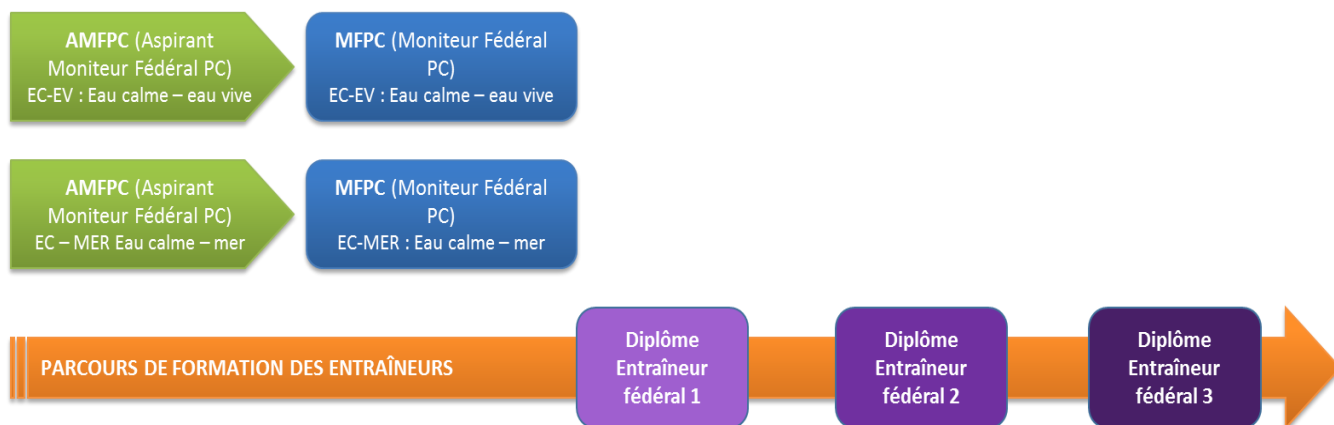 AMFPC (Aspirant
Moniteur Fédéral PC)
EC-EV : Eau calme – eau vive
MFPC (Moniteur Fédéral
PC)
EC-EV : Eau calme – eau vive
AMFPC (Aspirant
Moniteur Fédéral PC)
EC – MER Eau calme – mer
MFPC (Moniteur Fédéral
PC)
EC-MER : Eau calme – mer
PARCOURS DE FORMATION DES ENTRAÎNEURS
Diplôme
Entraîneur
fédéral 1
Diplôme
Entraîneur
fédéral 2
Diplôme
Entraîneur
fédéral 3